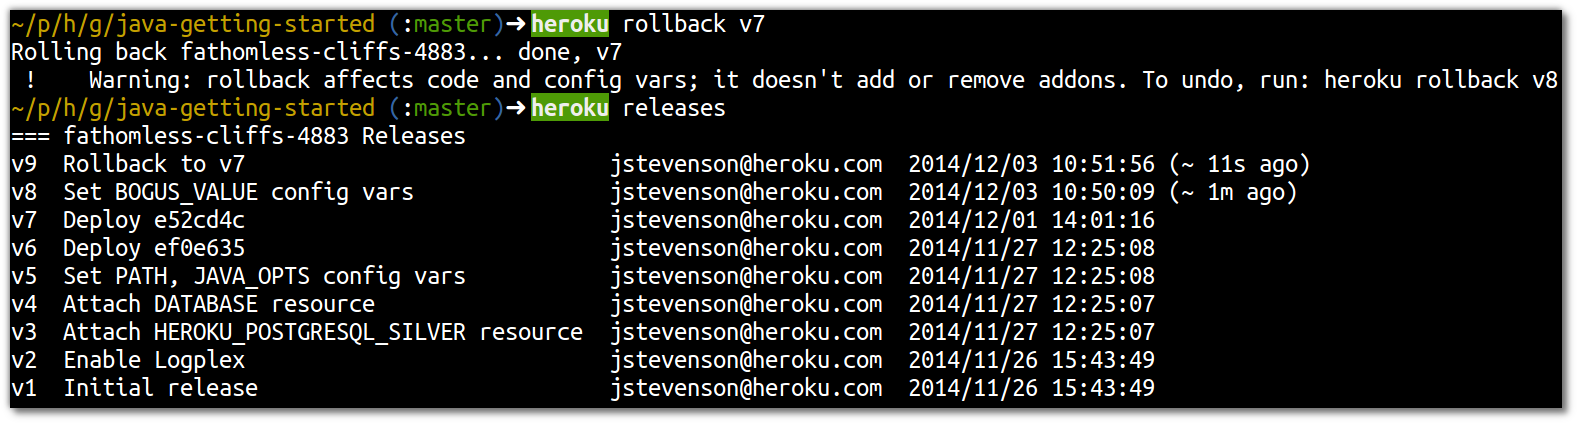 ~/p/h/g/java-getting-started (:master)➜ heroku rollback v7
Rolling back fathomless-cliffs-4883... done, v7
 !    Warning: rollback affects code and config vars; it doesn't add or remove addons. To undo, run: heroku rollback v8
~/p/h/g/java-getting-started (:master)➜ heroku releases
=== fathomless-cliffs-4883 Releases
v9  Rollback to v7                            jstevenson@heroku.com  2014/12/03 10:51:56 (~ 11s ago)
v8  Set BOGUS_VALUE config vars               jstevenson@heroku.com  2014/12/03 10:50:09 (~ 1m ago)
v7  Deploy e52cd4c                            jstevenson@heroku.com  2014/12/01 14:01:16
v6  Deploy ef0e635                            jstevenson@heroku.com  2014/11/27 12:25:08
v5  Set PATH, JAVA_OPTS config vars           jstevenson@heroku.com  2014/11/27 12:25:08
v4  Attach DATABASE resource                  jstevenson@heroku.com  2014/11/27 12:25:07
v3  Attach HEROKU_POSTGRESQL_SILVER resource  jstevenson@heroku.com  2014/11/27 12:25:07
v2  Enable Logplex                            jstevenson@heroku.com  2014/11/26 15:43:49
v1  Initial release                           jstevenson@heroku.com  2014/11/26 15:43:49